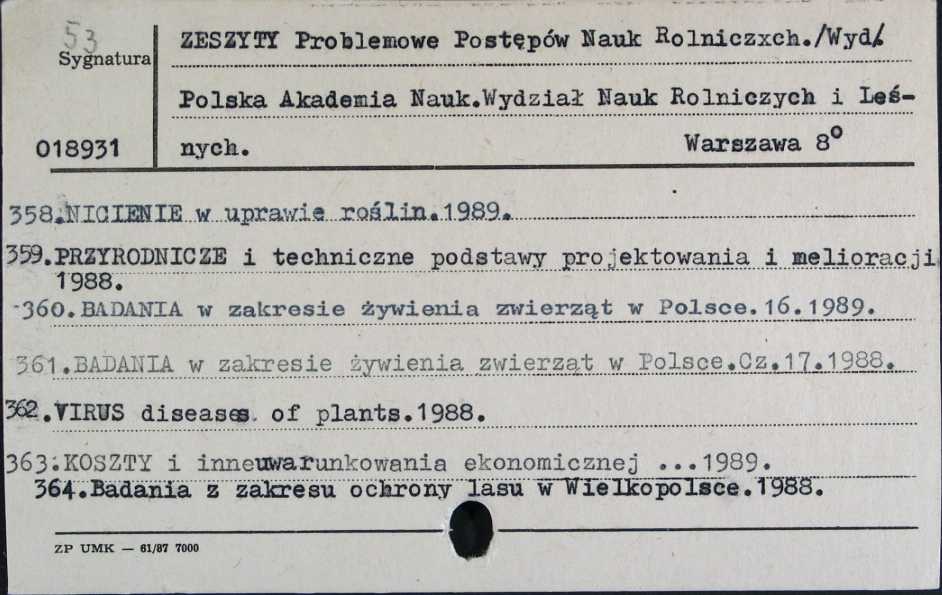 53
Sygnatura
018931
ZESZYTY Problemowe Postępów Nauk Rolniczxch./Wyd/.
Polska Akademia Nauk.Wydział Nauk Rolniczych i Leś-
nych. Warszawa 8°
358.NICIENIE w uprawie roślin.1989.
359.PRZYRODNICZE i techniczne podstawy projektowania i melioracji
1988.
360.BADANIA w zakresie żywienia zwierząt w Polsce.16.1989.
361.BADANIA w zakresie żywienia zwierząt w Polsce.Cz.17.1988.
362.VIRUS diseases of plants.1988.
363.KOSZTY i inneuwarunkowania ekonomicznej ...1989.
364.Badania z zakresu ochrony lasu w Wielkopolsce.1988.
ZP UMK — 61/87 7000